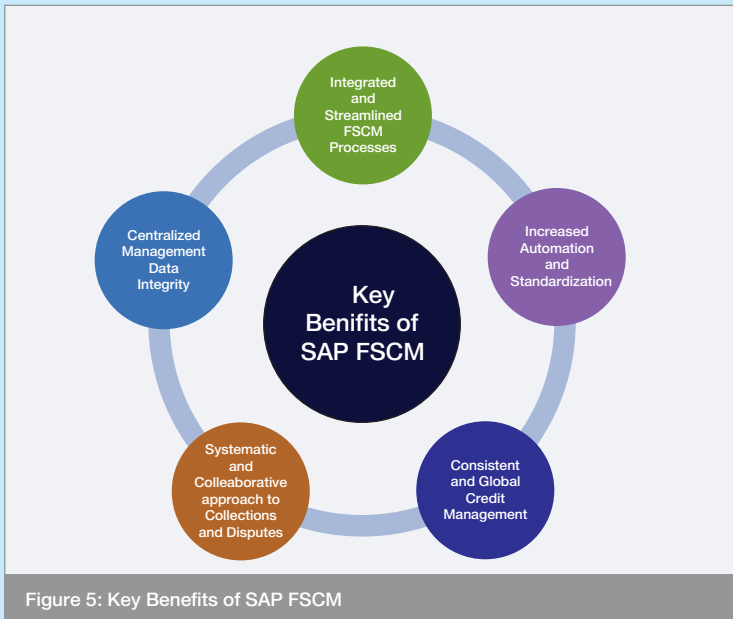 Integrated
and
Streamlined
FSCM
Processes
Increased
Automation
and
Standardization
Consistent
and Global
Credit
Management
Systematic
and
Colleaborative
approach to
Collections
and Disputes
Centralized
Management
Data
Integrity
Key
Benifits of
SAP FSCM
Figure 5: Key Benefits of SAP FSCM